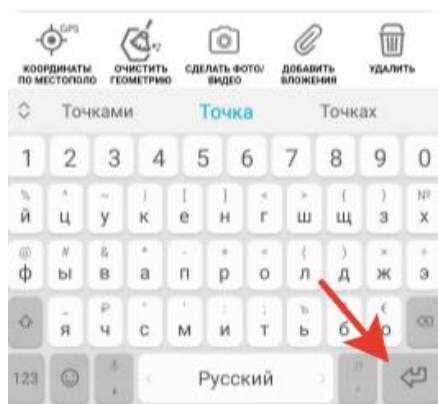 GPS
КООРДИНАТЫ ПО МЕСТОПОЛО
ОЧИСТИТЬ ГЕОМЕТРИЮ
СДЕЛАТЬ ФОТО/ ВИДЕО
ДОБАВИТЬ ВЛОЖЕНИЯ
УДАЛИТЬ
Точками Точка Точках
1 2 3 4 5 6 7 8 9 0
% ^ ~ | [ ] < > { } №
й ц у к е н г ш щ з х
@ # & * - + = ( ) ×
ф ы в а п р о л д ж э
_ ₽ " ' : ; ъ €
я ч с м и т ь б ю
123 , Русский